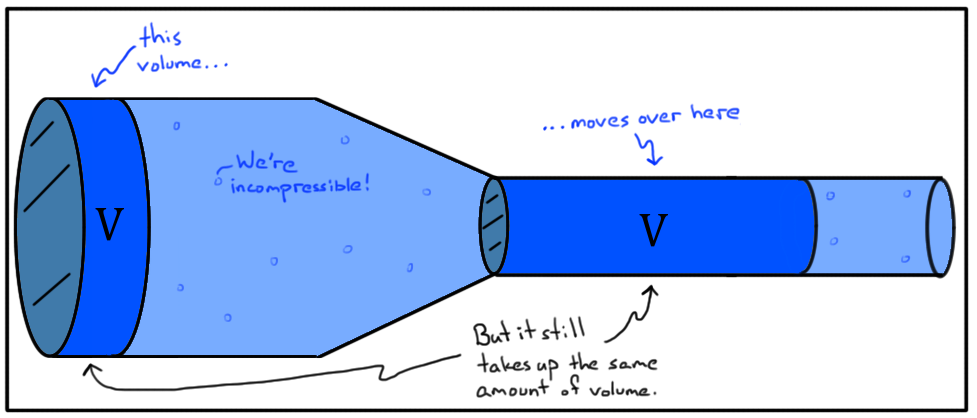 this
volume...
...moves over here
We're
incompressible!
V
V
But it still
takes up the same
amount of volume.